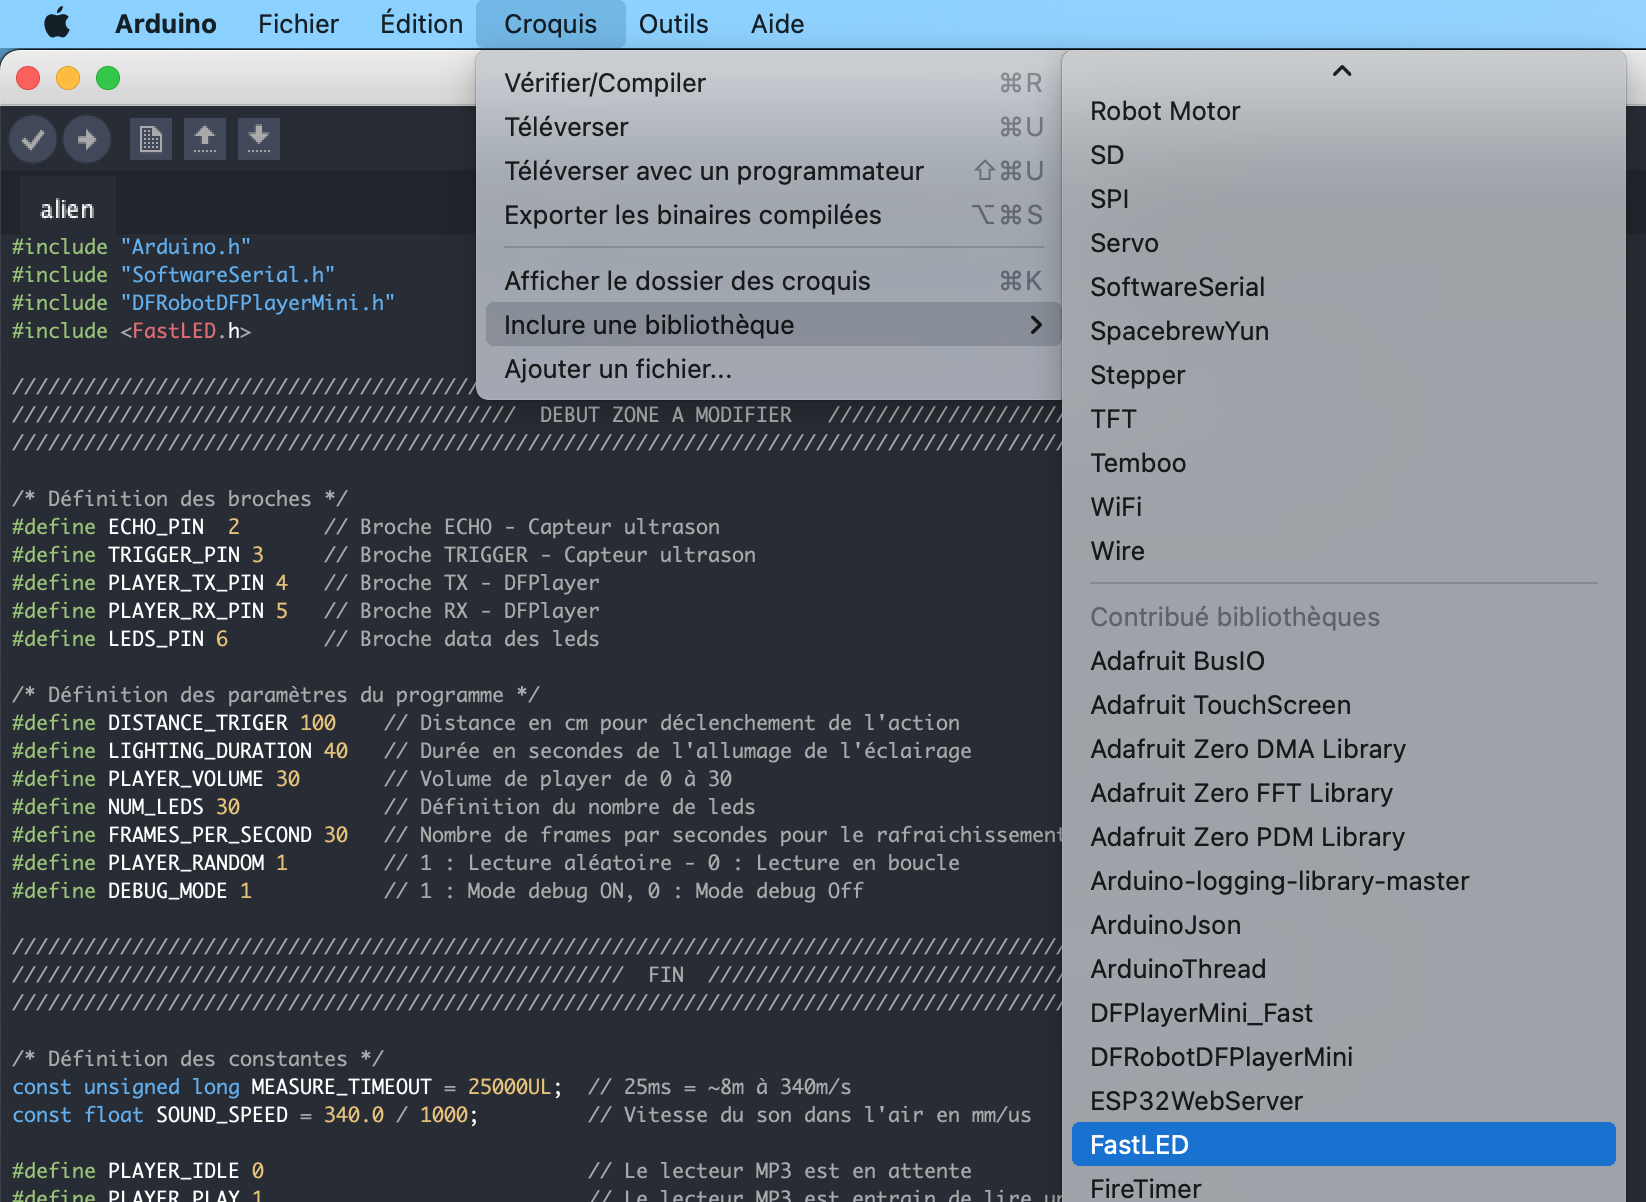 Arduino Fichier Édition Croquis Outils Aide
Vérifier/Compiler ⌘R
Téléverser ⌘U
Téléverser avec un programmateur ⇧⌘U
Exporter les binaires compilées ⌥⌘S
Afficher le dossier des croquis ⌘K
Inclure une bibliothèque
Ajouter un fichier...
Robot Motor
SD
SPI
Servo
SoftwareSerial
SpacebrewYun
Stepper
TFT
Temboo
WiFi
Wire
Contribué bibliothèques
Adafruit BusIO
Adafruit TouchScreen
Adafruit Zero DMA Library
Adafruit Zero FFT Library
Adafruit Zero PDM Library
Arduino-logging-library-master
ArduinoJson
ArduinoThread
DFPlayerMini_Fast
DFRobotDFPlayerMini
ESP32WebServer
FastLED
FireTimer
alien
#include "Arduino.h"
#include "SoftwareSerial.h"
#include "DFRobotDFPlayerMini.h"
#include <FastLED.h>
///////////////////////////////////////
////////////////////////////////////////// DEBUT ZONE A MODIFIER ////////////////////
////////////////////////////////////////////////////////////////////////////////////////
/* Définition des broches */
#define ECHO_PIN 2 // Broche ECHO - Capteur ultrason
#define TRIGGER_PIN 3 // Broche TRIGGER - Capteur ultrason
#define PLAYER_TX_PIN 4 // Broche TX - DFPlayer
#define PLAYER_RX_PIN 5 // Broche RX - DFPlayer
#define LEDS_PIN 6 // Broche data des leds
/* Définition des paramètres du programme */
#define DISTANCE_TRIGER 100 // Distance en cm pour déclenchement de l'action
#define LIGHTING_DURATION 40 // Durée en secondes de l'allumage de l'éclairage
#define PLAYER_VOLUME 30 // Volume de player de 0 à 30
#define NUM_LEDS 30 // Définition du nombre de leds
#define FRAMES_PER_SECOND 30 // Nombre de frames par secondes pour le rafraichissement
#define PLAYER_RANDOM 1 // 1 : Lecture aléatoire - 0 : Lecture en boucle
#define DEBUG_MODE 1 // 1 : Mode debug ON, 0 : Mode debug Off
////////////////////////////////////////////////////////////////////////////////////////
/////////////////////////////////////////////////// FIN //////////////////////////////
////////////////////////////////////////////////////////////////////////////////////////
/* Définition des constantes */
const unsigned long MEASURE_TIMEOUT = 25000UL; // 25ms = ~8m à 340m/s
const float SOUND_SPEED = 340.0 / 1000; // Vitesse du son dans l'air en mm/us
#define PLAYER_IDLE 0 // Le lecteur MP3 est en attente
#define PLAYER_PLAY 1 // Le lecteur MP3 est entrain de lire un